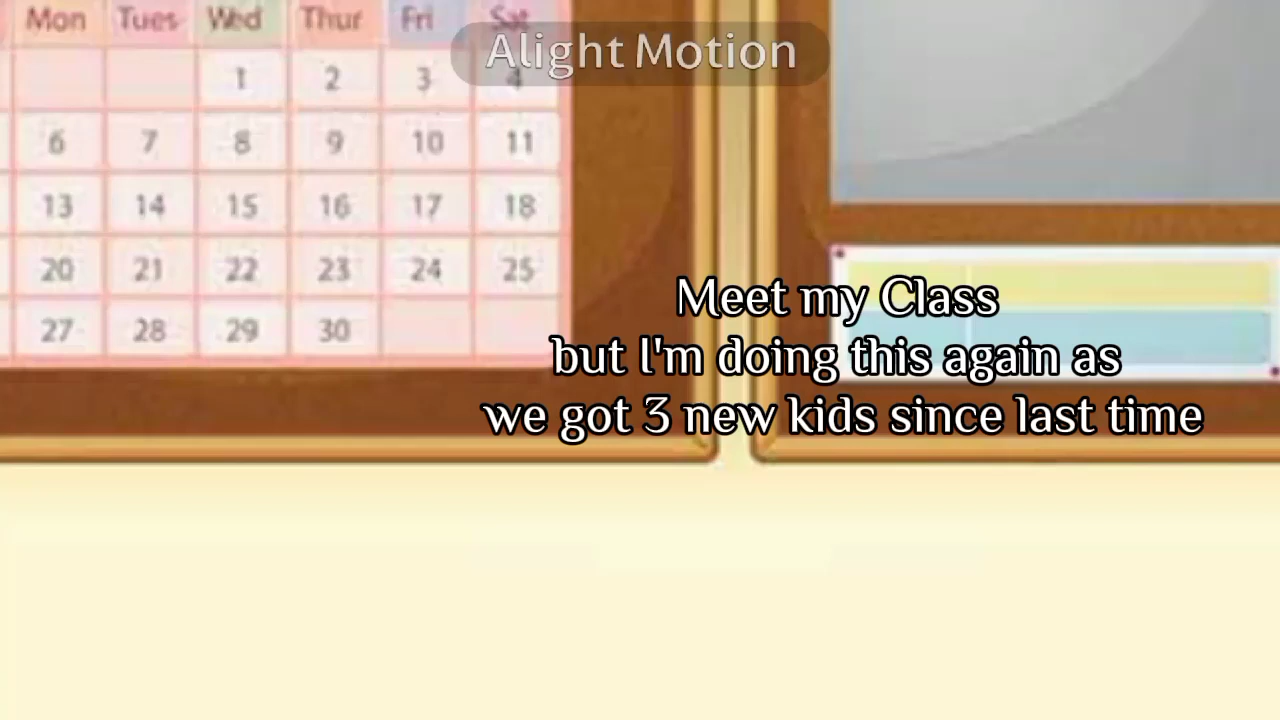 Mon Tues Wed Thur Fri Sat
Alight Motion
1 2 3 4
6 7 8 9 10 11
13 14 15 16 17 18
20 21 22 23 24 25
27 28 29 30
Meet my Class
but I'm doing this again as
we got 3 new kids since last time